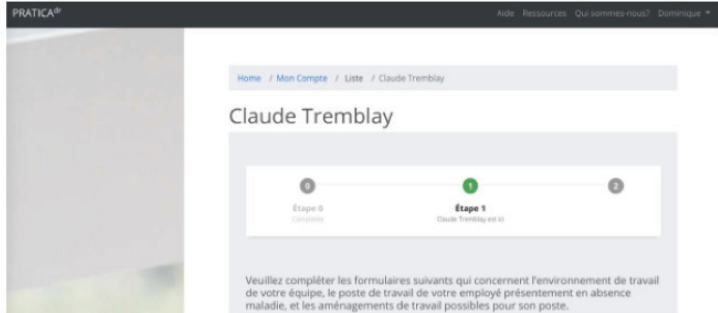 PRATICAdr
Aide Ressources Qui sommes-nous? Dominique
Home / Mon Compte / Liste / Claude Tremblay
Claude Tremblay
0 1 2
Étape 0 Étape 1
Complétée Claude Tremblay est ici
Veuillez compléter les formulaires suivants qui concernent l'environnement de travail
de votre équipe, le poste de travail de votre employé présentement en absence
maladie, et les aménagements de travail possibles pour son poste.